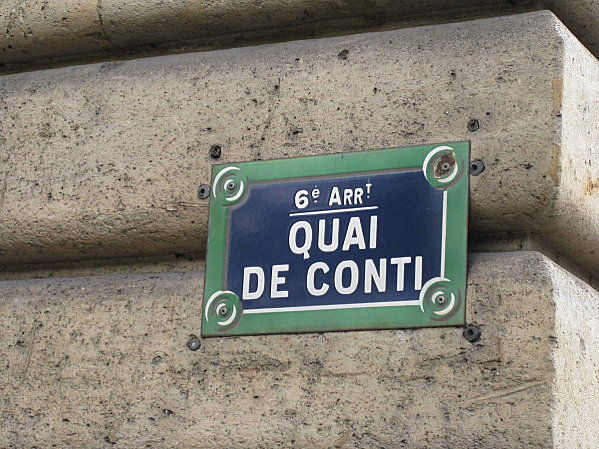 6e ARRt
QUAI
DE CONTI